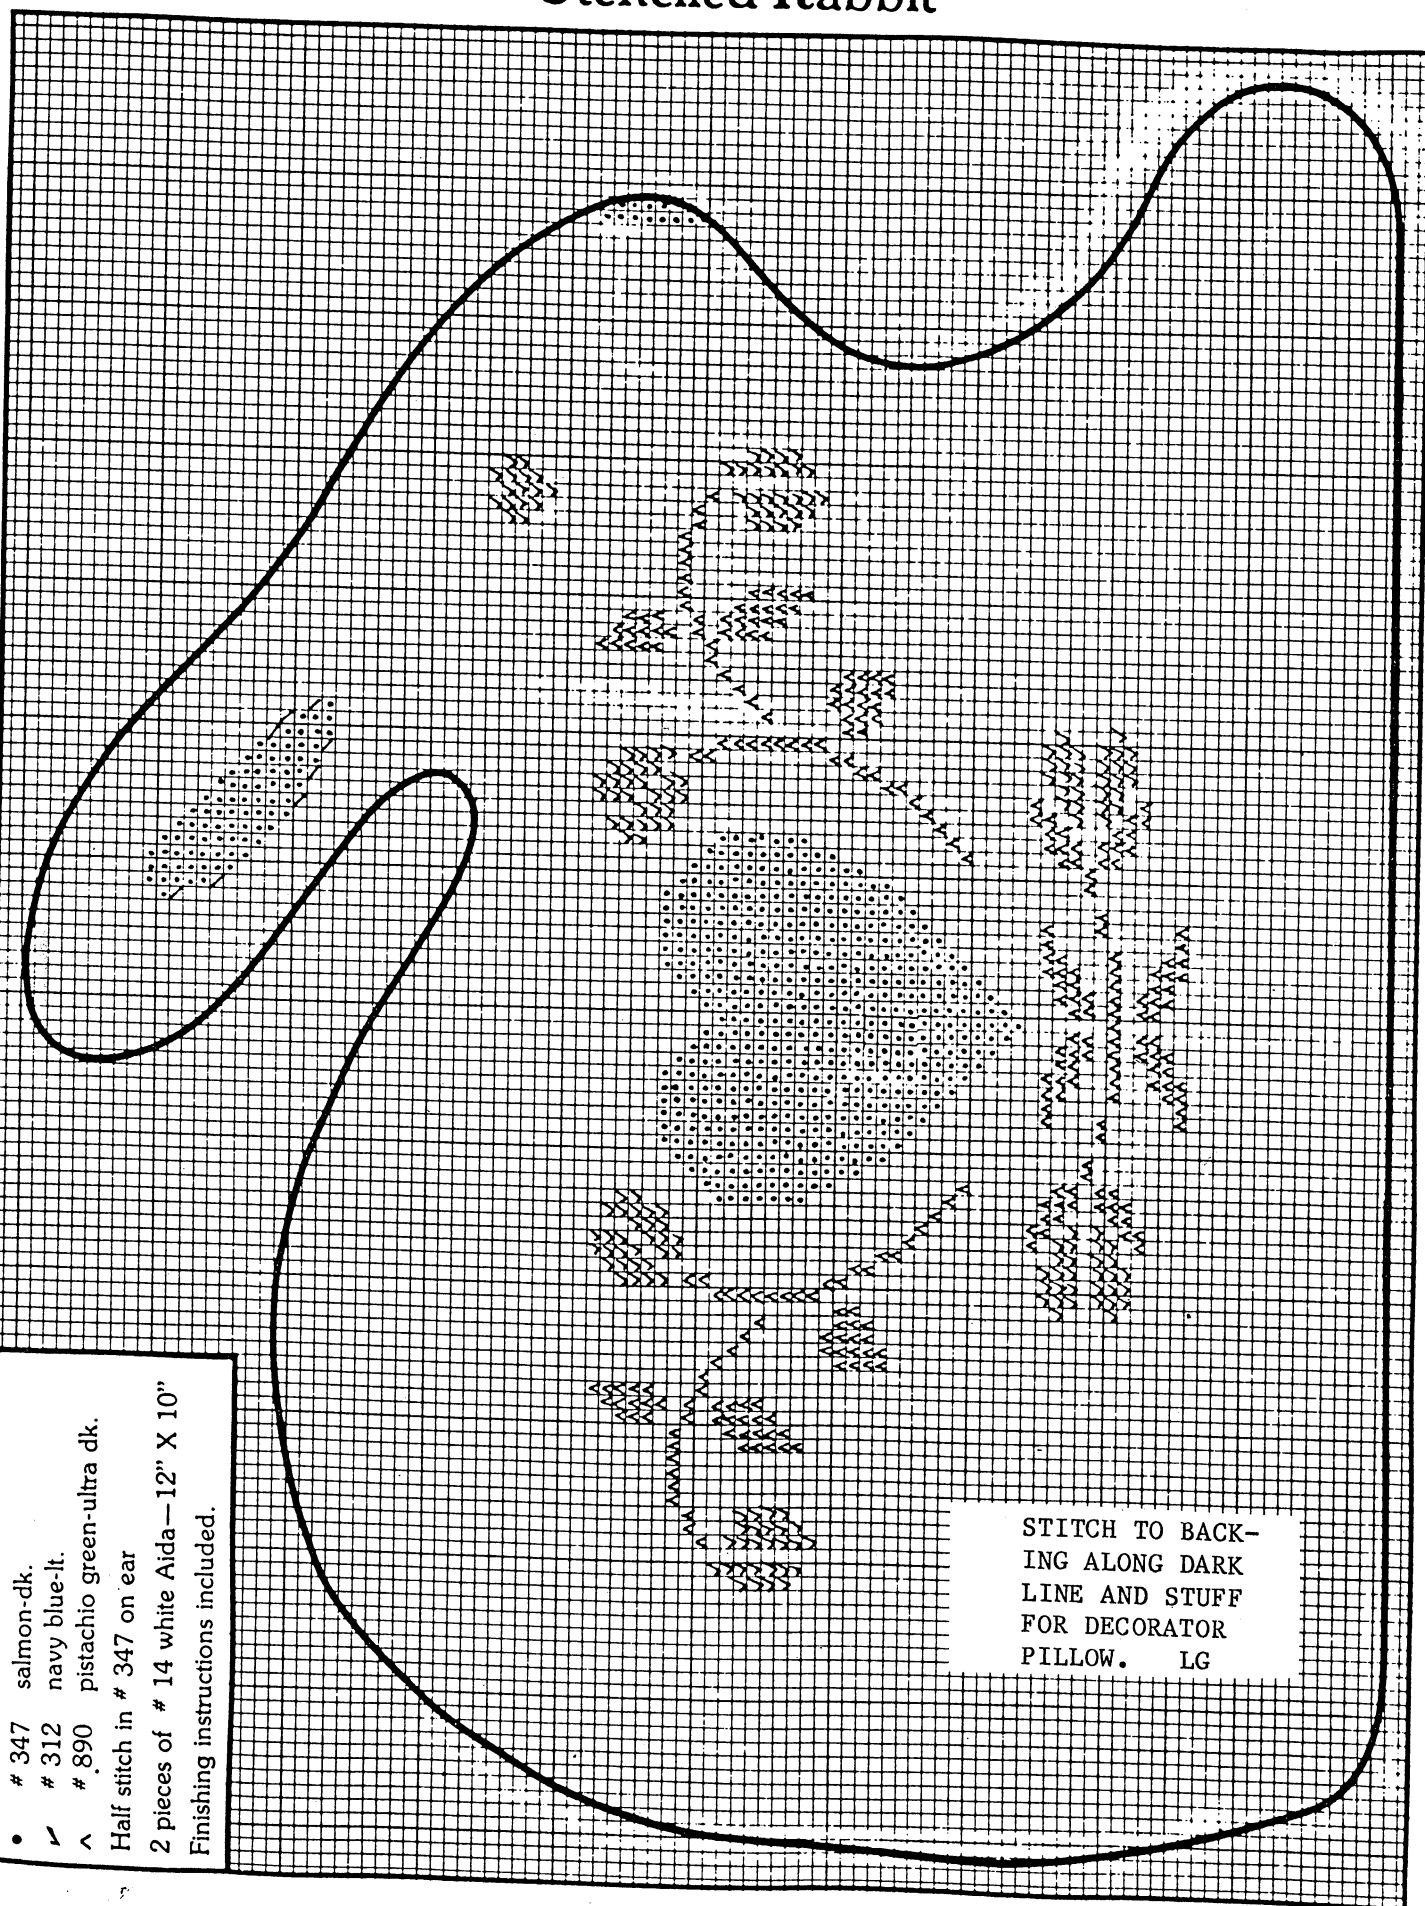 Stencilled Rabbit
• # 347 salmon-dk.
✓ # 312 navy blue-lt.
^ # 890 pistachio green-ultra dk.
Half stitch in # 347 on ear
2 pieces of # 14 white Aida—12” X 10”
Finishing instructions included.
STITCH TO BACK-
ING ALONG DARK
LINE AND STUFF
FOR DECORATOR
PILLOW. LG